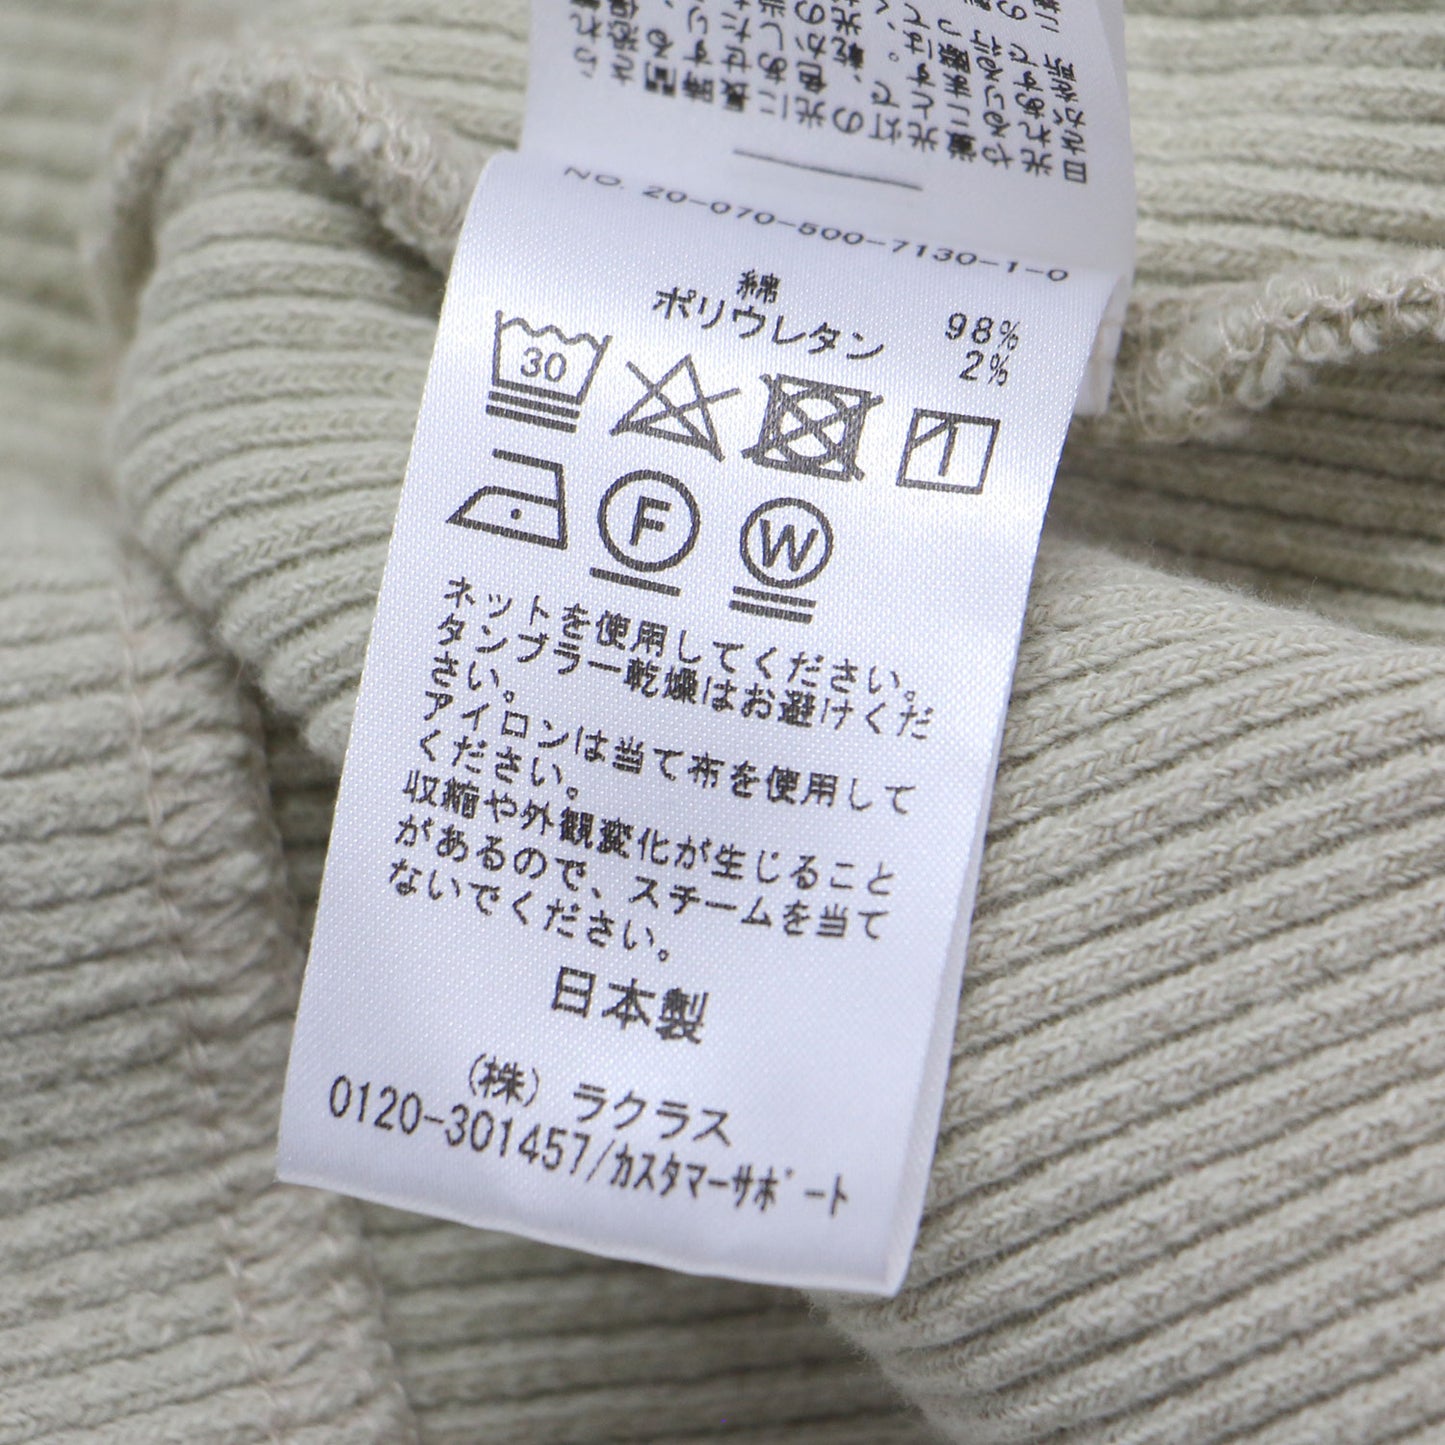 NO. 20-070-500-7130-1-0
綿 98%
ポリウレタン 2%
30
F
W
ネットを使用してください。
タンブラー乾燥はお避けくだ
さい。
アイロンは当て布を使用して
ください。
収縮や外観変化が生じること
があるので、スチームを当て
ないでください。
日本製
(株) ラクラス
0120-301457/カスタマーサポート